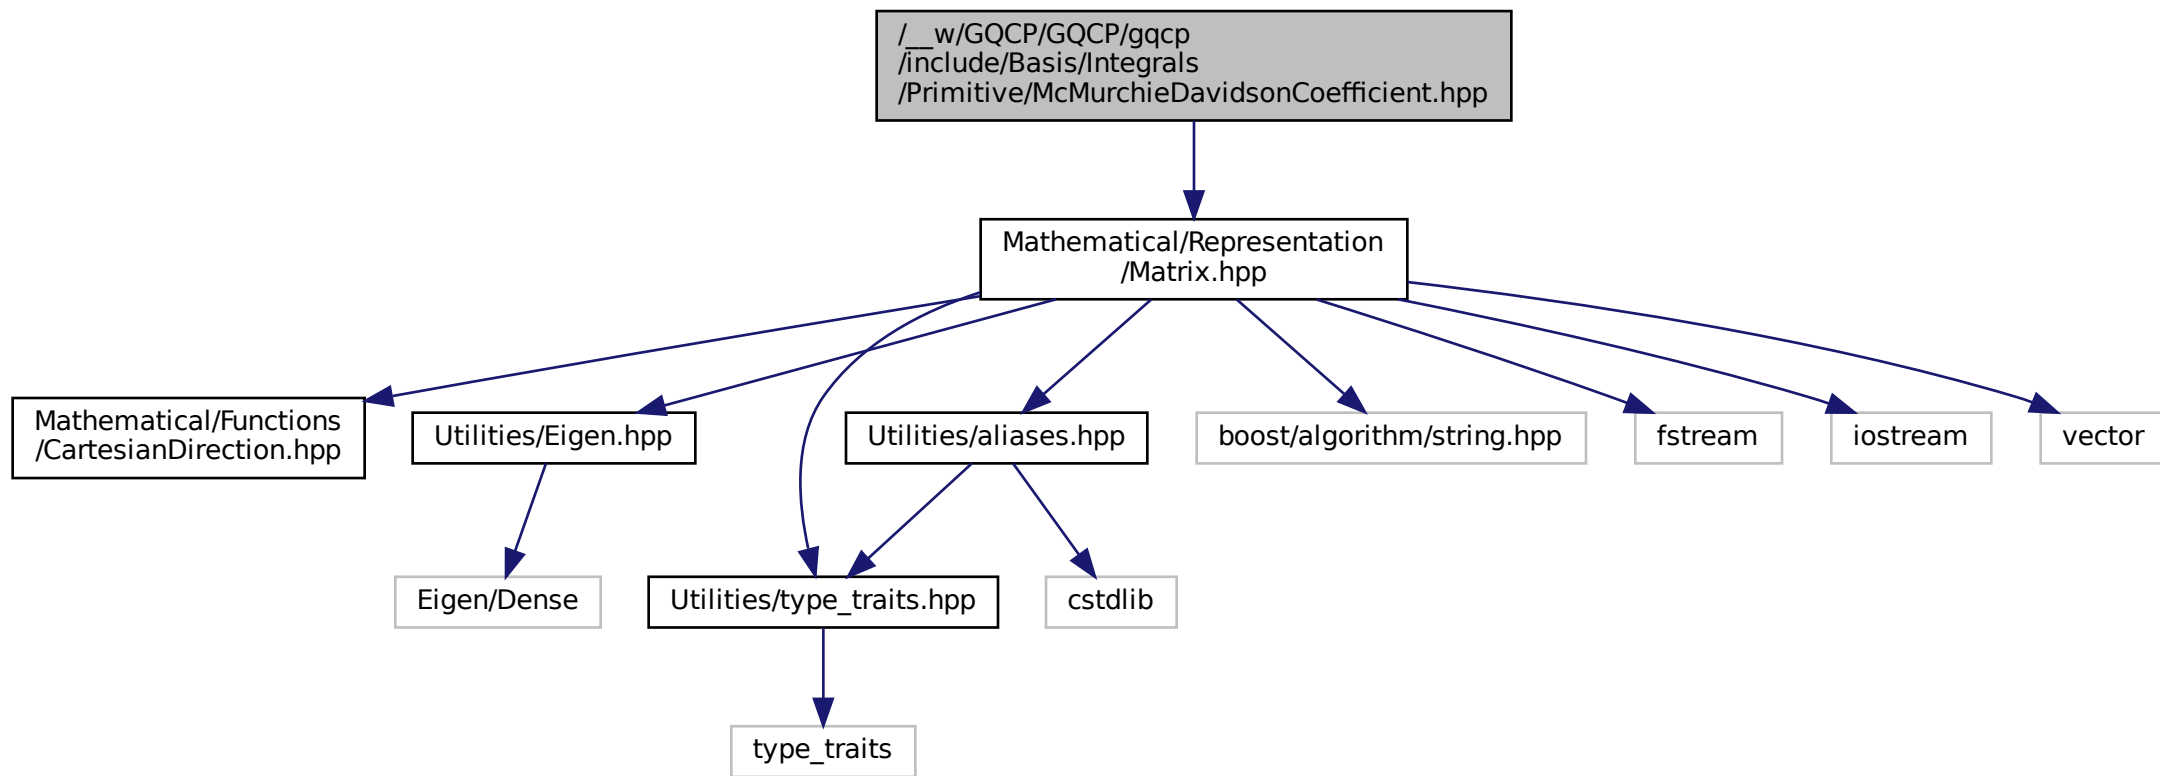 /__w/GQCP/GQCP/gqcp
/include/Basis/Integrals
/Primitive/McMurchieDavidsonCoefficient.hpp
Mathematical/Representation
/Matrix.hpp
Mathematical/Functions
/CartesianDirection.hpp
Utilities/Eigen.hpp
Utilities/aliases.hpp
boost/algorithm/string.hpp
fstream
iostream
vector
Eigen/Dense
Utilities/type_traits.hpp
cstdlib
type_traits